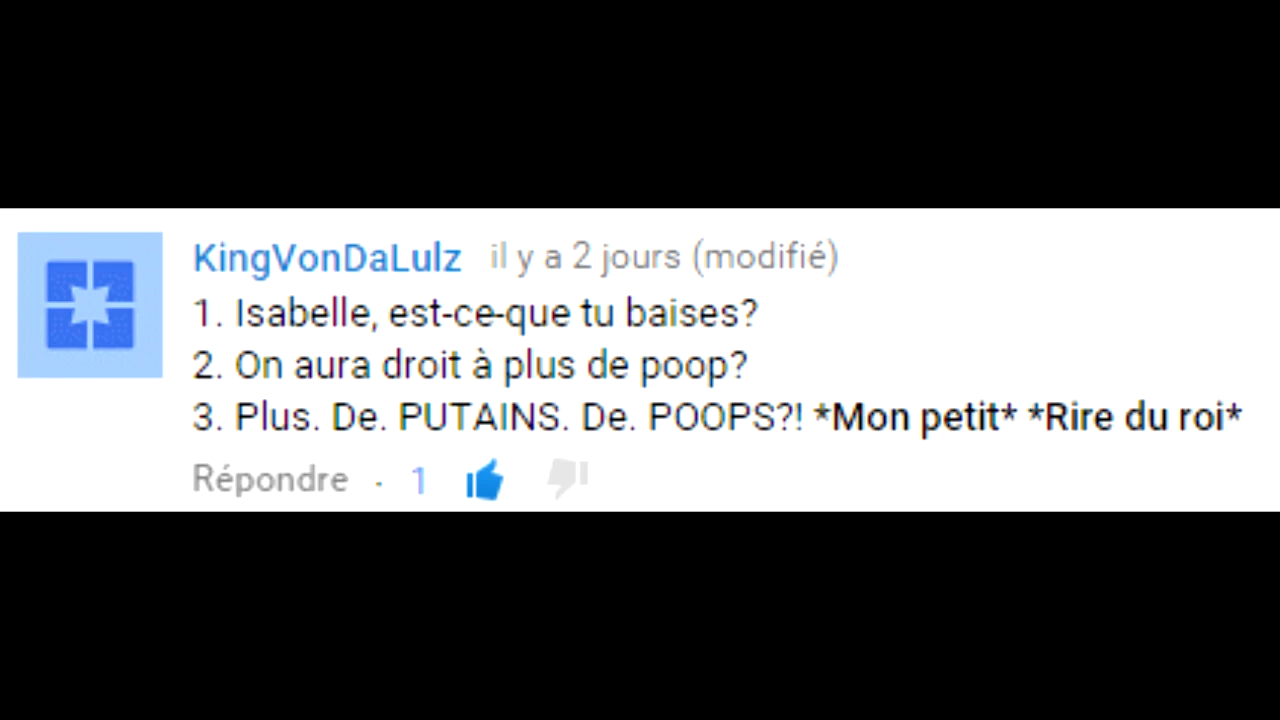 KingVonDaLulz il y a 2 jours (modifié)
1. Isabelle, est-ce-que tu baises?
2. On aura droit à plus de poop?
3. Plus. De. PUTAINS. De. POOPS?! *Mon petit* *Rire du roi*
Répondre · 1